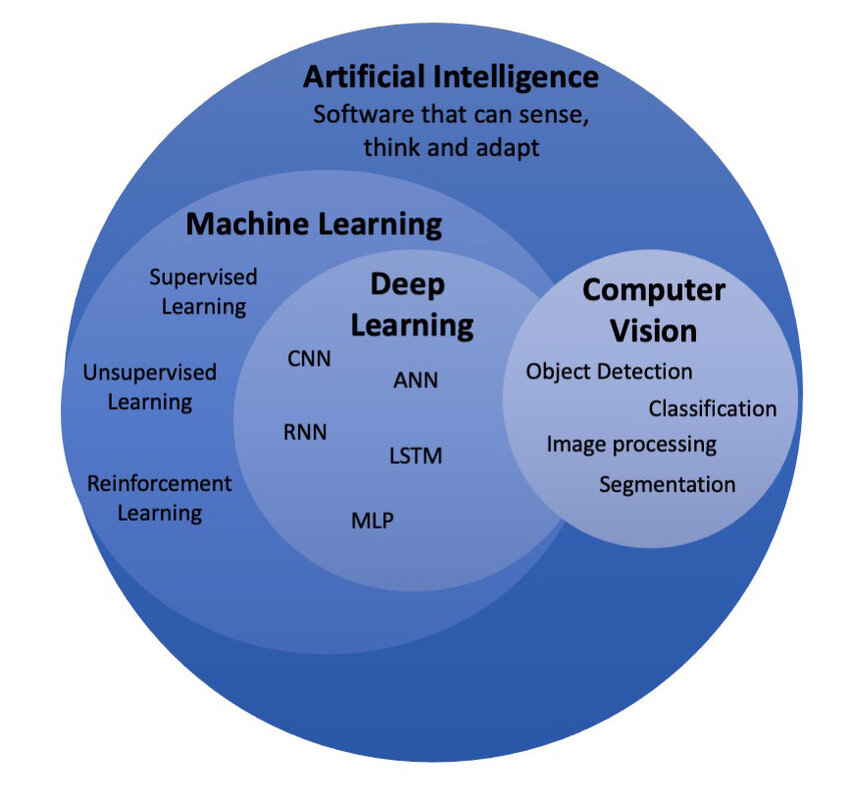 Artificial Intelligence
Software that can sense,
think and adapt
Machine Learning
Supervised
Learning
Unsupervised
Learning
Reinforcement
Learning
Deep
Learning
CNN
ANN
RNN
LSTM
MLP
Computer
Vision
Object Detection
Classification
Image processing
Segmentation